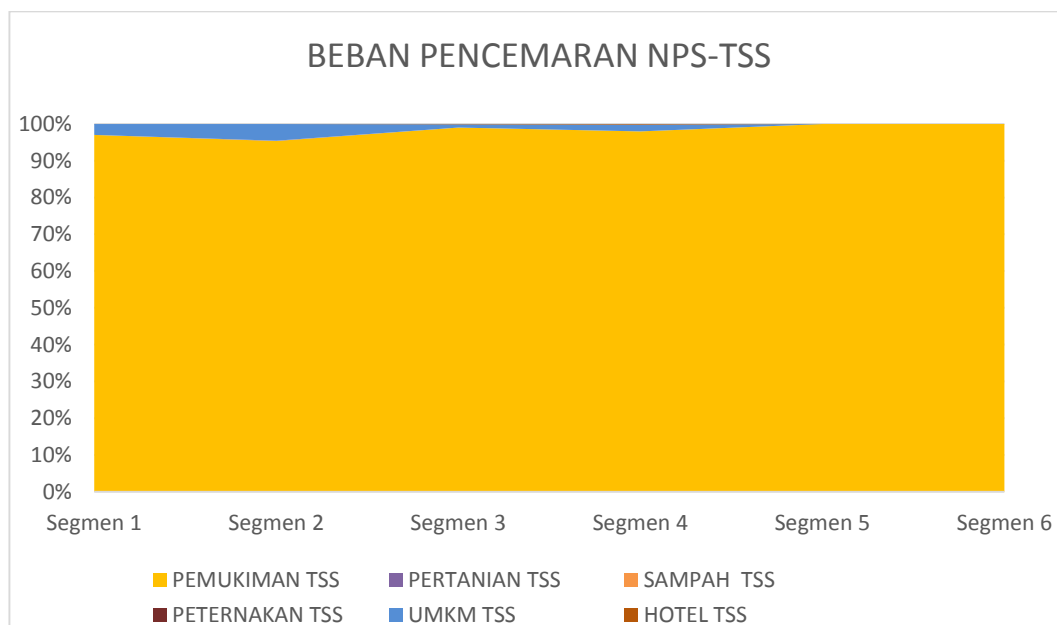 BEBAN PENCEMARAN NPS-TSS
100%
90%
80%
70%
60%
50%
40%
30%
20%
10%
0%
Segmen 1 Segmen 2 Segmen 3 Segmen 4 Segmen 5 Segmen 6
PEMUKIMAN TSS PERTANIAN TSS SAMPAH TSS
PETERNAKAN TSS UMKM TSS HOTEL TSS